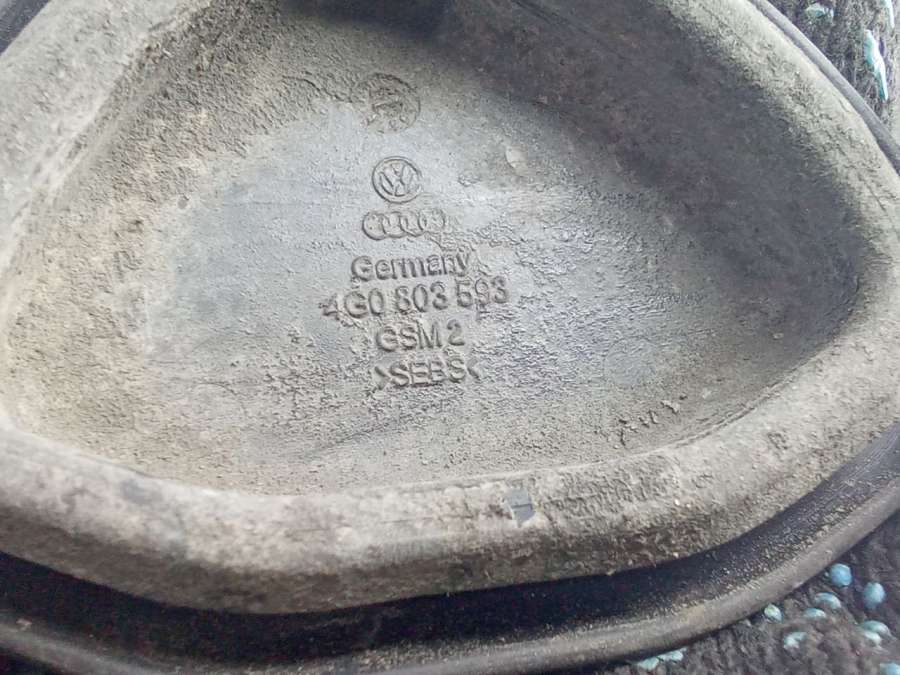 Germany
4G0 803 593
GSM 2
>SEBS<